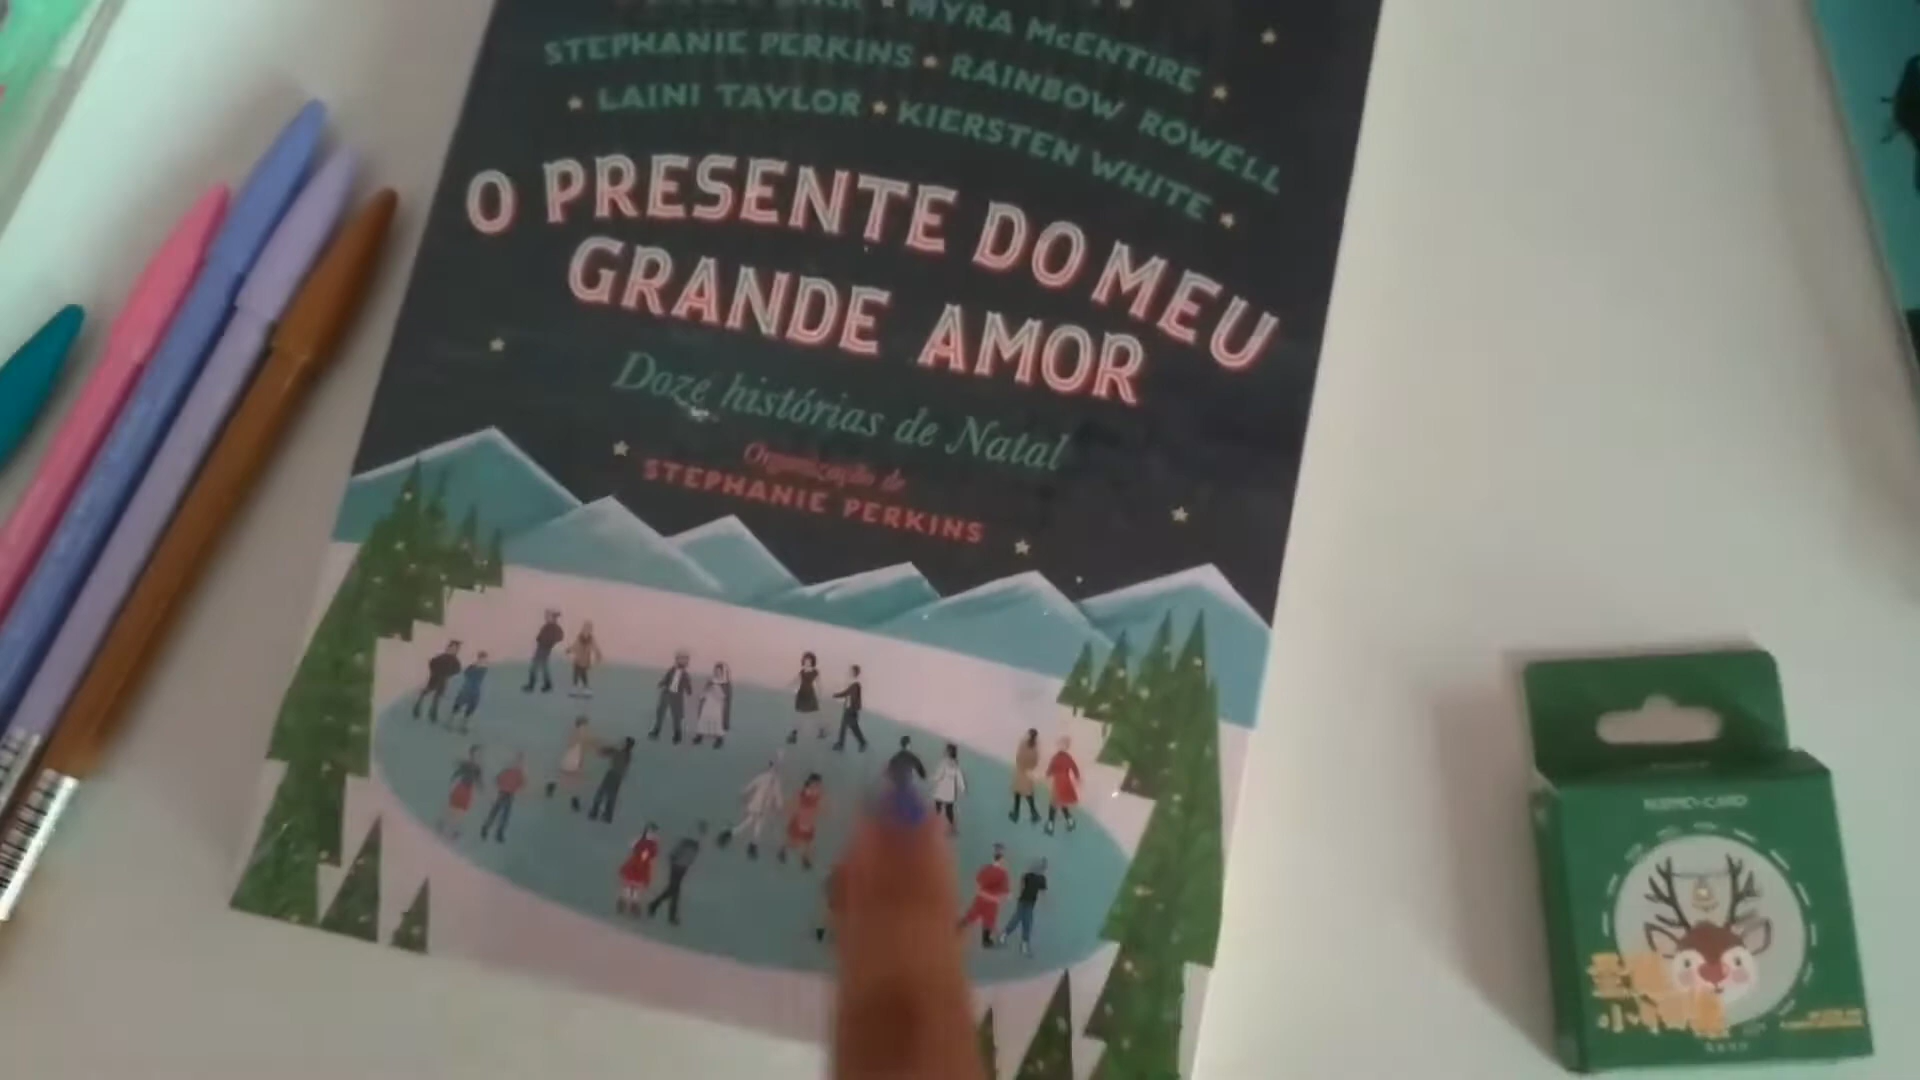 MYRA McENTIRE
STEPHANIE PERKINS • RAINBOW ROWELL
LAINI TAYLOR • KIERSTEN WHITE
O PRESENTE DO MEU
GRANDE AMOR
Doze histórias de Natal
Organização de
STEPHANIE PERKINS